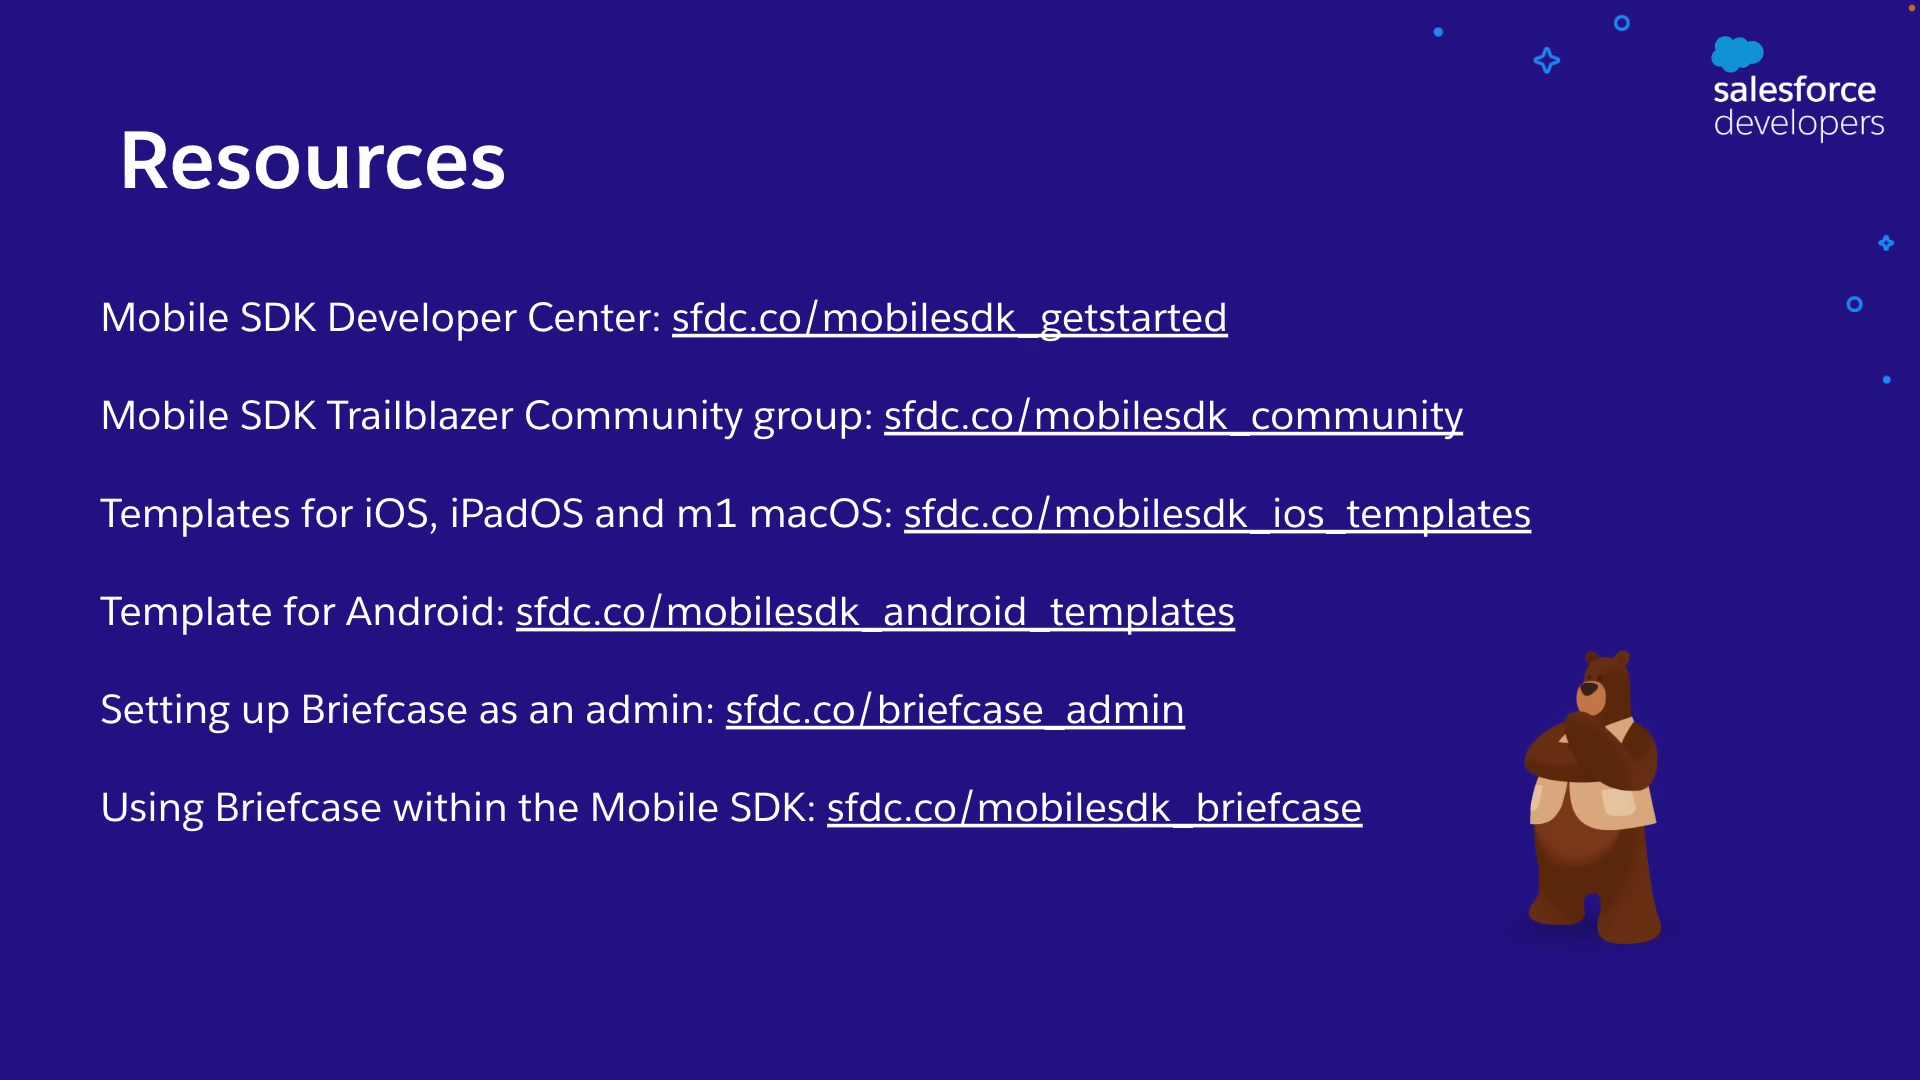 salesforce
developers
Resources
Mobile SDK Developer Center: sfdc.co/mobilesdk_getstarted
Mobile SDK Trailblazer Community group: sfdc.co/mobilesdk_community
Templates for iOS, iPadOS and m1 macOS: sfdc.co/mobilesdk_ios_templates
Template for Android: sfdc.co/mobilesdk_android_templates
Setting up Briefcase as an admin: sfdc.co/briefcase_admin
Using Briefcase within the Mobile SDK: sfdc.co/mobilesdk_briefcase